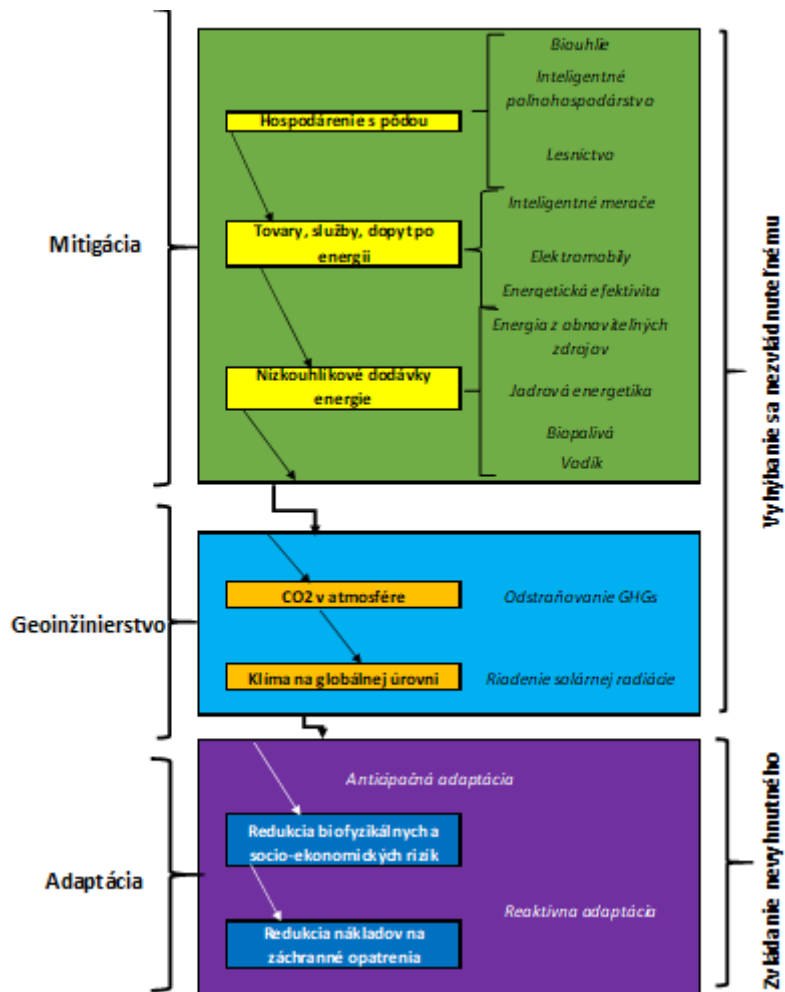 Mitigácia
Hospodárenie s pôdou
Biouhlie
Inteligentné
poľnohospodárstvo
Lesníctvo
Tovary, služby, dopyt po
energii
Inteligentné merače
Elektromobily
Energetická efektivita
Nízkouhlíkové dodávky
energie
Energia z obnoviteľných
zdrojov
Jadrová energetika
Biopalivá
Vodík
Geoinžinierstvo
CO2 v atmosfére
Odstraňovanie GHGs
Klíma na globálnej úrovni
Riadenie solárnej radiácie
Vyhýbanie sa nezvládnuteľnému
Adaptácia
Anticipačná adaptácia
Redukcia biofyzikálnych a
socio-ekonomických rizík
Reaktívna adaptácia
Redukcia nákladov na
záchranné opatrenia
Zvládanie nevyhnutného